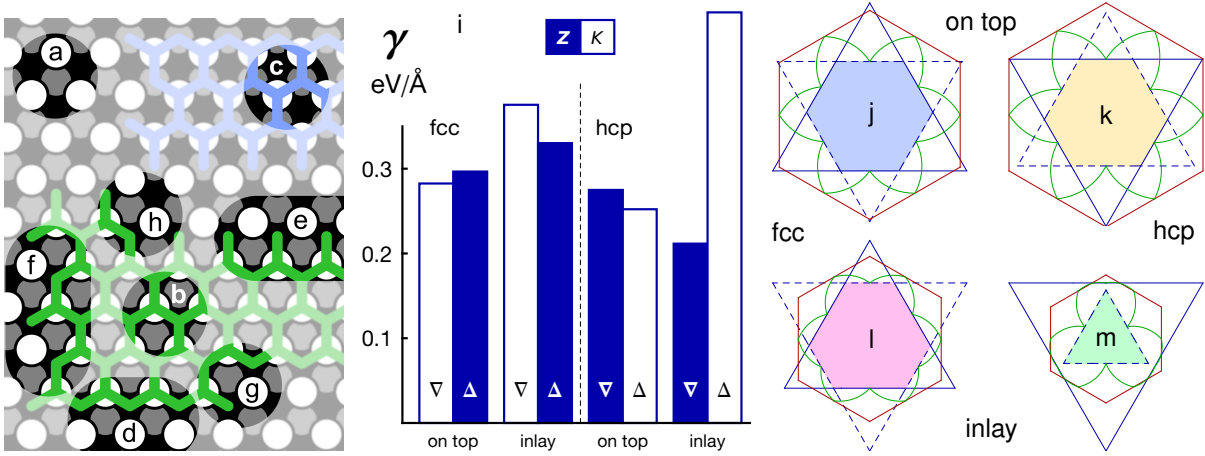 a
c
h
e
f
b
g
d
γ
i
z K
eV/Å
fcc
hcp
0.3
0.2
0.1
∇ Δ ∇ Δ ∇ Δ ∇ Δ
on top inlay on top inlay
on top
j
k
fcc
hcp
l
m
inlay